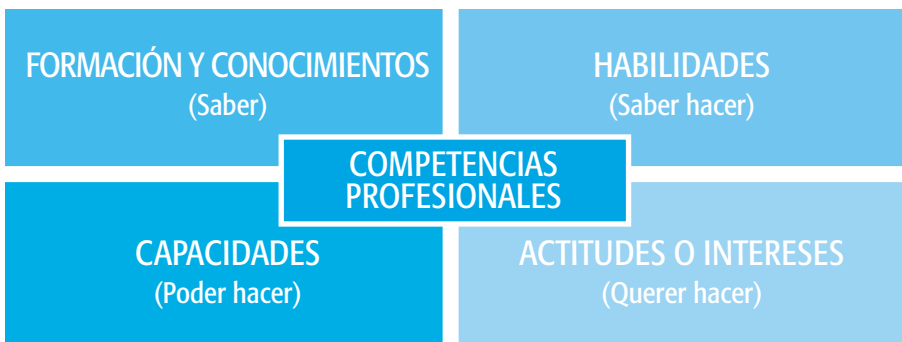 FORMACIÓN Y CONOCIMIENTOS
(Saber)
HABILIDADES
(Saber hacer)
COMPETENCIAS
PROFESIONALES
CAPACIDADES
(Poder hacer)
ACTITUDES O INTERESES
(Querer hacer)